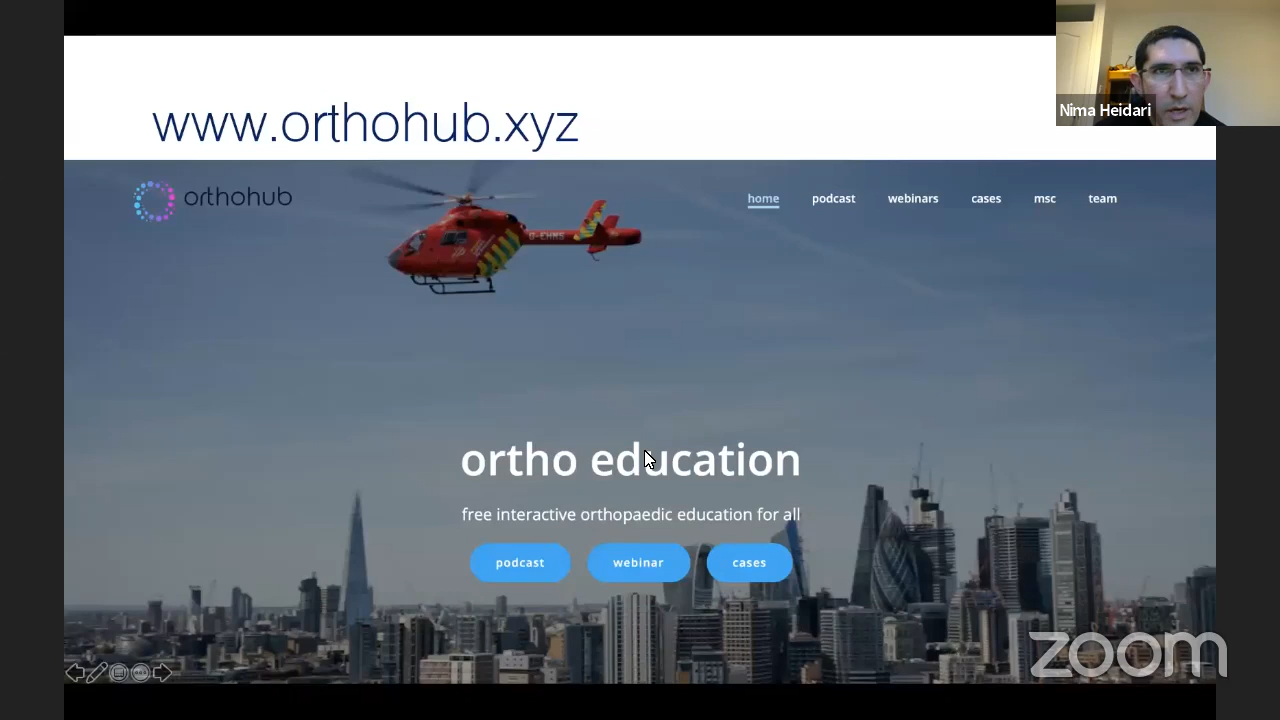 www.orthohub.xyz
Nima Heidari
orthohub
home podcast webinars cases msc team
G-EHMS
ortho education
free interactive orthopaedic education for all
podcast webinar cases
zoom